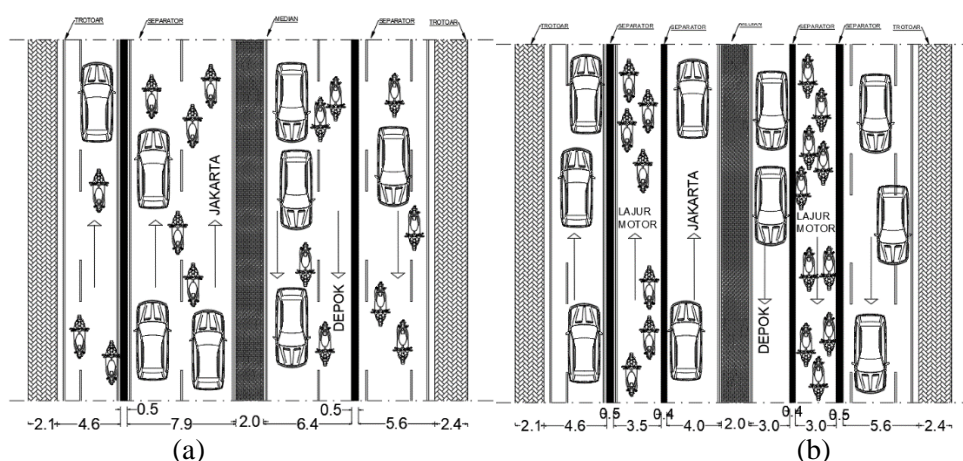 TROTOAR SEPARATOR MEDIAN SEPARATOR TROTOAR
JAKARTA
DEPOK
0.5 0.5
2.1 4.6 7.9 2.0 6.4 5.6 2.4
(a)
TROTOAR SEPARATOR SEPARATOR MEDIAN SEPARATOR SEPARATOR TROTOAR
LAJUR
MOTOR
JAKARTA
DEPOK
LAJUR
MOTOR
0.5 0.4 0.4 0.5
2.1 4.6 3.5 4.0 2.0 3.0 3.0 5.6 2.4
(b)